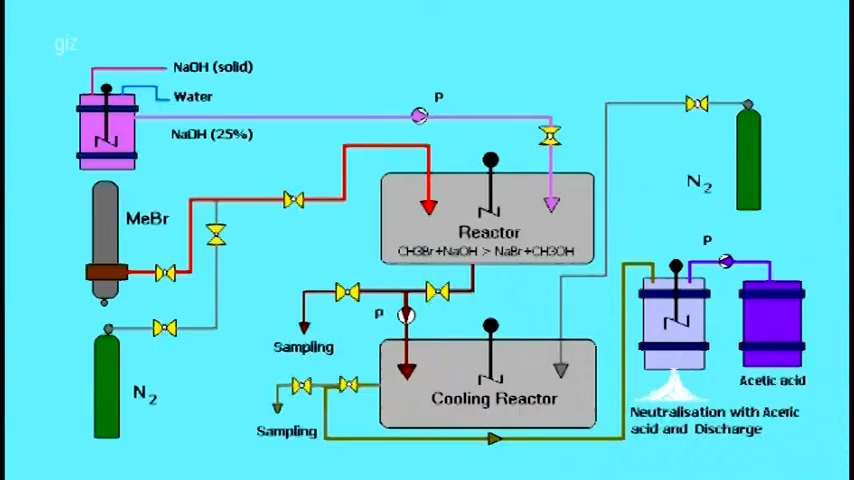 giz
NaOH (solid)
Water
NaOH (25%)
P
N2
MeBr
Reactor
CH3Br+NaOH > NaBr+CH3OH
P
P
Sampling
N2
Cooling Reactor
Acetic acid
Sampling
Neutralisation with Acetic
acid and Discharge